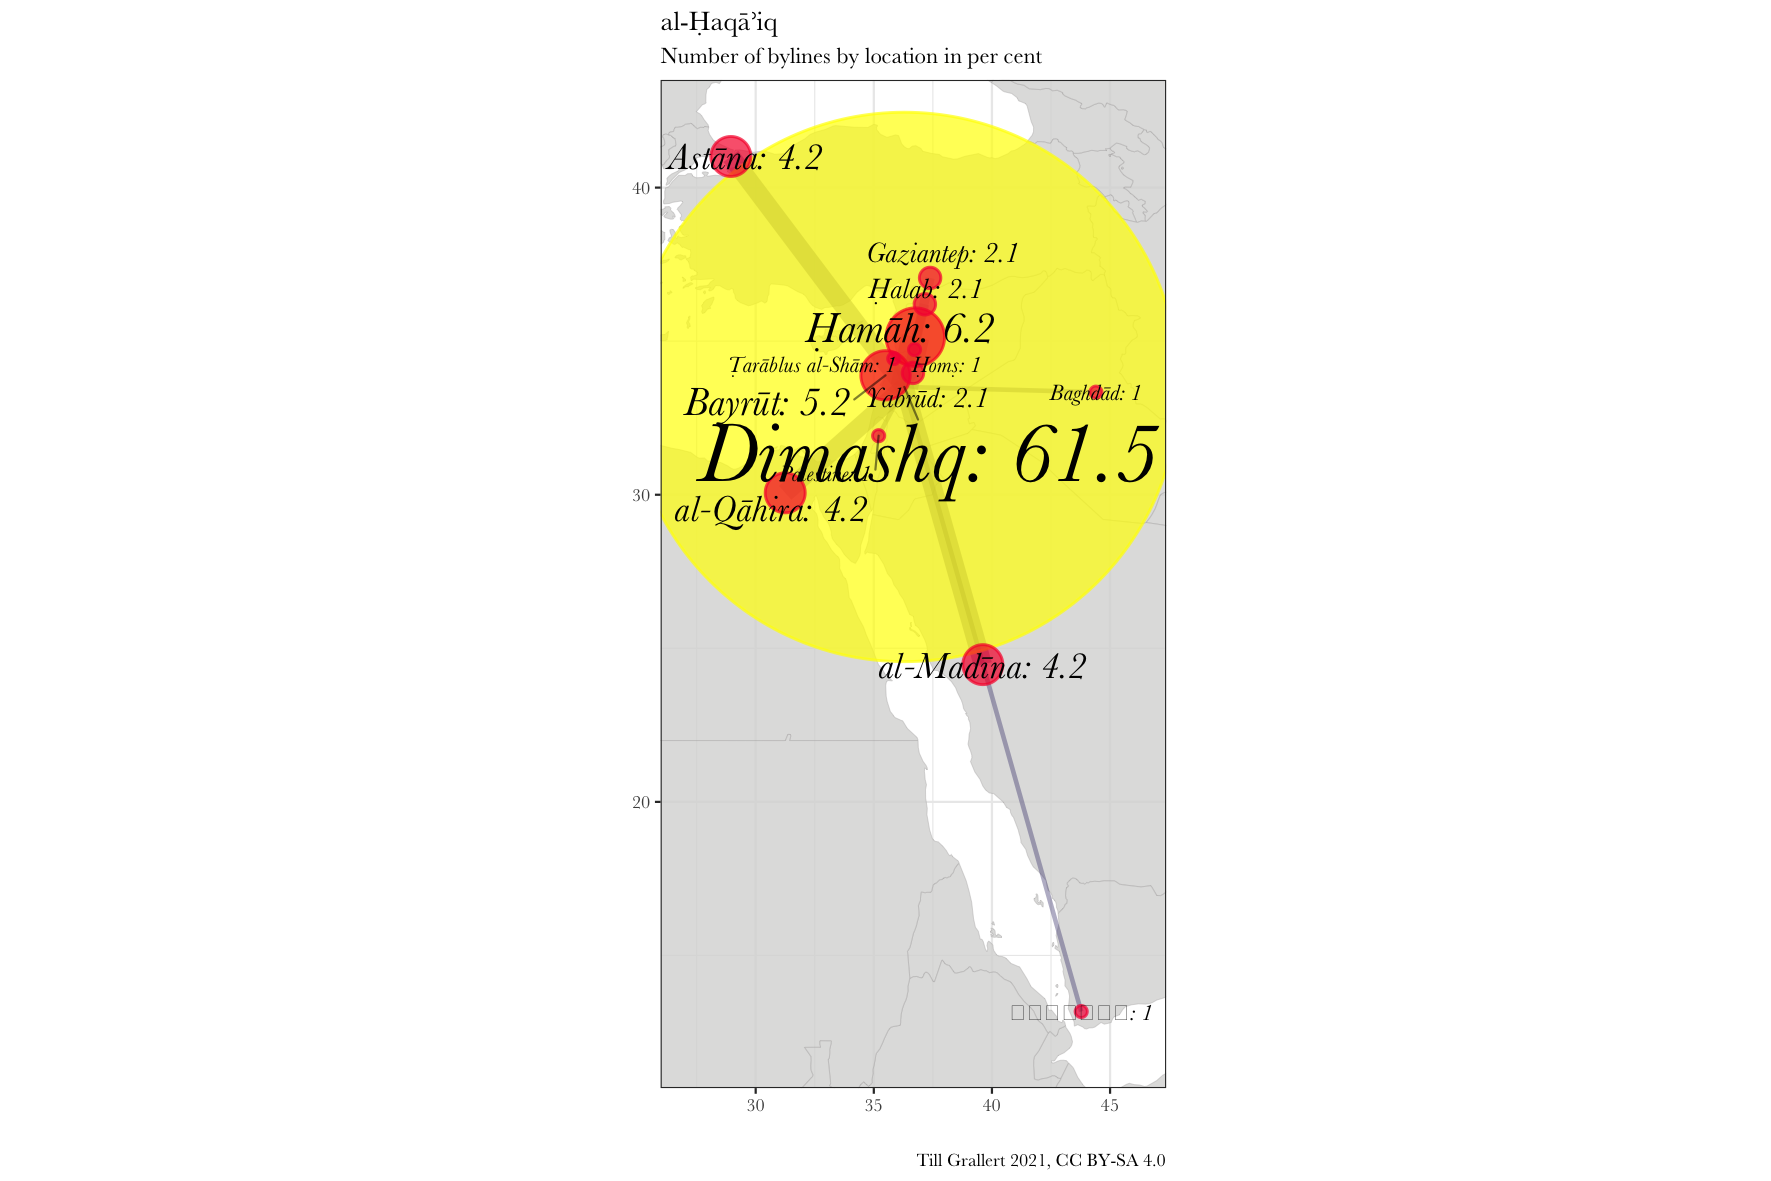 al-Ḥaqāʾiq
Number of bylines by location in per cent
Astāna: 4.2
40
Gaziantep: 2.1
Ḥalab: 2.1
Ḥamāh: 6.2
Ṭarāblus al-Shām: 1
Ḥomṣ: 1
Baghdād: 1
Bayrūt: 5.2
Yabrūd: 2.1
Dimashq: 61.5
Palestine: 1
30
al-Qāhira: 4.2
al-Madīna: 4.2
20
: 1
30 35 40 45
Till Grallert 2021, CC BY-SA 4.0